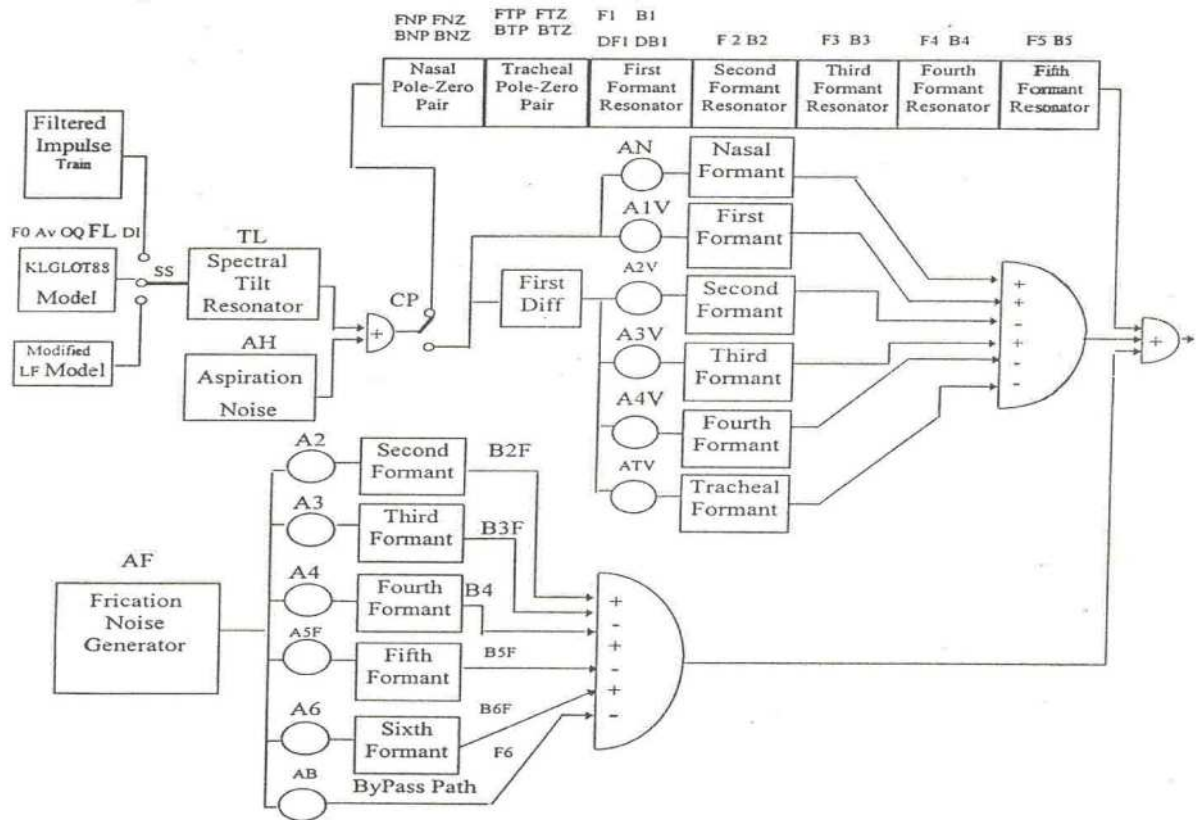 FNP FNZ
BNP BNZ
FTP FTZ
BTP BTZ
F1 B1
DF1 DB1
F2 B2
F3 B3
F4 B4
F5 B5
Nasal
Pole-Zero
Pair
Tracheal
Pole-Zero
Pair
First
Formant
Resonator
Second
Formant
Resonator
Third
Formant
Resonator
Fourth
Formant
Resonator
Fifth
Formant
Resonator
Filtered
Impulse
Train
F0 Av OQ FL DI
KLGLOT88
Model
SS
Modified
LF Model
TL
Spectral
Tilt
Resonator
AH
Aspiration
Noise
+
CP
First
Diff
AN
Nasal
Formant
A1V
First
Formant
A2V
Second
Formant
A3V
Third
Formant
A4V
Fourth
Formant
ATV
Tracheal
Formant
+
+
-
+
-
-
+
AF
Frication
Noise
Generator
A2
Second
Formant
B2F
A3
Third
Formant
B3F
A4
Fourth
Formant
B4
A5F
Fifth
Formant
B5F
A6
Sixth
Formant
B6F
F6
AB
ByPass Path
+
-
+
-
+
-